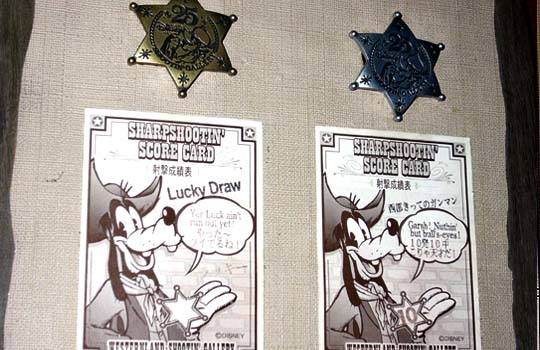 25
25
SHARPSHOOTIN'
SCORE CARD
射撃成績表
Lucky Draw
Yer Luck ain't
run out yet!
やった〜
ツイてるね!
©DISNEY
WESTERNLAND SHOOTIN' GALLERY
SHARPSHOOTIN'
SCORE CARD
射撃成績表
西部きってのガンマン
Garsh! Nuthin'
but bull's-eyes!
10発10中
こりゃ天才だ!
10
©DISNEY
WESTERNLAND SHOOTIN' GALLERY